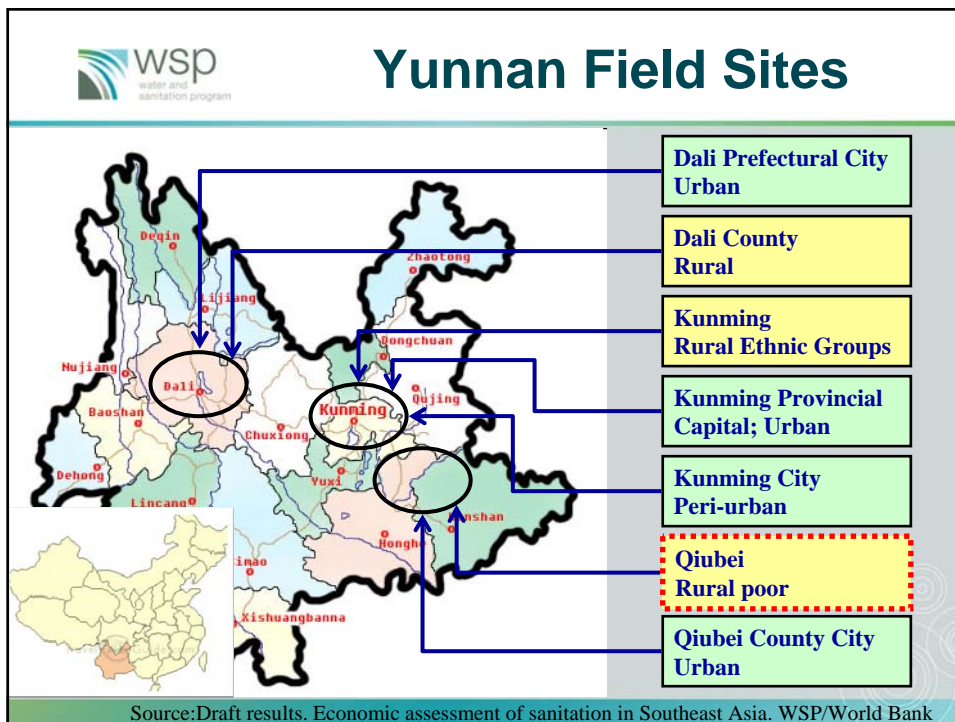 wsp
water and
sanitation program
Yunnan Field Sites
Dali Prefectural City
Urban
Dali County
Rural
Kunming
Rural Ethnic Groups
Kunming Provincial
Capital; Urban
Kunming City
Peri-urban
Qiubei
Rural poor
Qiubei County City
Urban
Deqin
Zhaotong
Lijiang
Dongchuan
Nujiang
Dali
Qujing
Baoshan
Kunming
Chuxiong
Dehong
Yuxi
Lincang
Honghe
Xishuangbanna
Source:Draft results. Economic assessment of sanitation in Southeast Asia. WSP/World Bank